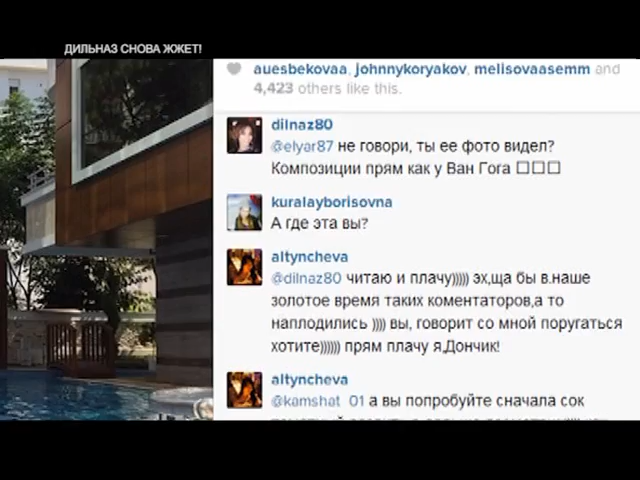 ДИЛЬНАЗ СНОВА ЖЖЕТ!
auesbekovaa, johnnykoryakov, melisovaasemm and
4,423 others like this.
dilnaz80
@elyar87 не говори, ты ее фото видел?
Композиции прям как у Ван Гога □□□
kuralayborisovna
А где эта вы?
altyncheva
@dilnaz80 читаю и плачу))))) эх,ща бы в.наше
золотое время таких коментаторов,а то
наплодились )))) вы, говорит со мной поругаться
хотите)))))) прям плачу я,Дончик!
altyncheva
@kamshat_01 а вы попробуйте сначала сок